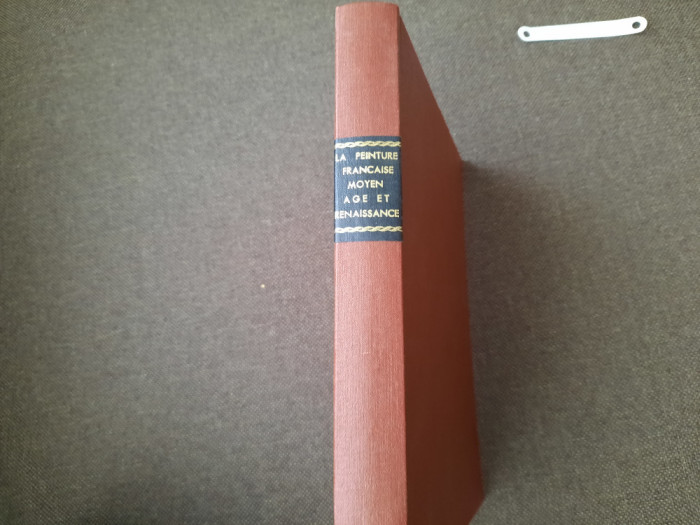 LA PEINTURE
FRANCAISE
MOYEN
AGE ET
RENAISSANCE